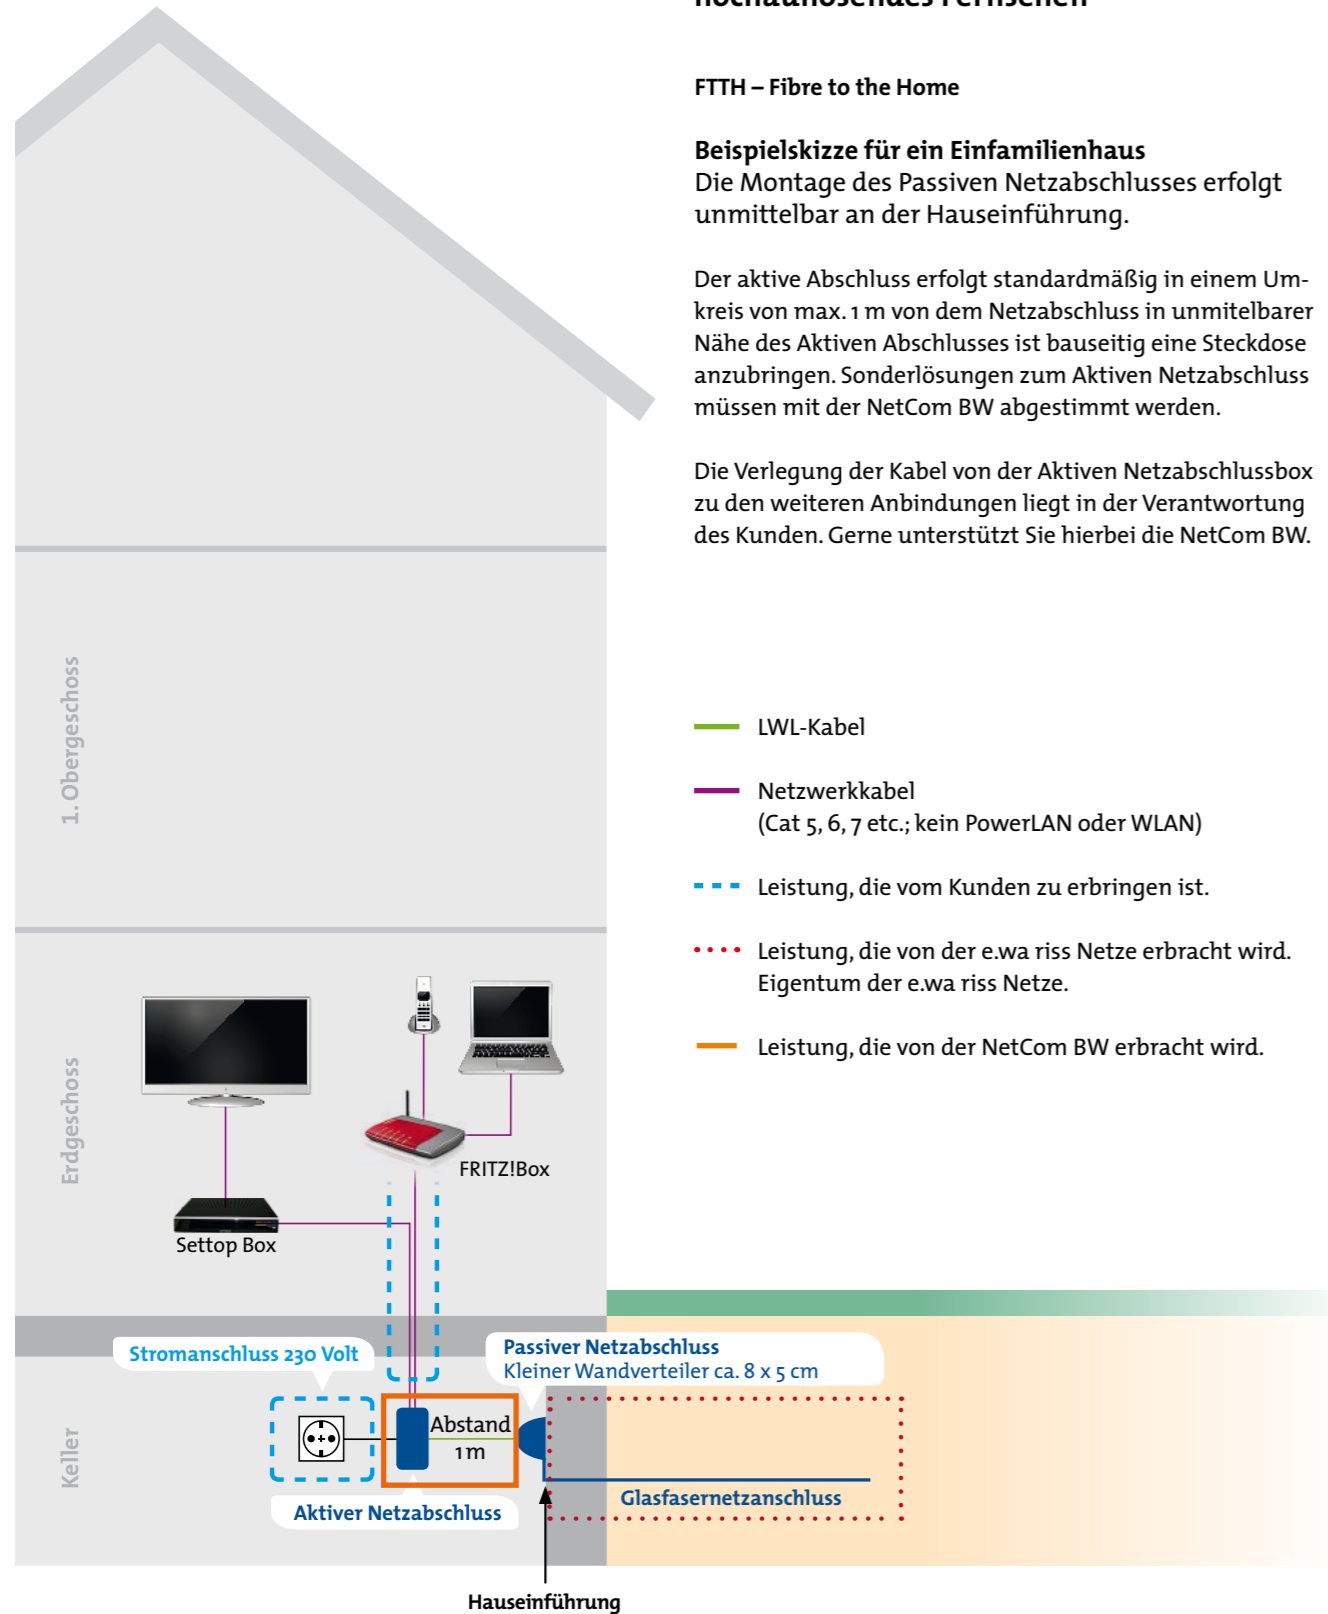 hochauflösendes Fernsehen
FTTH – Fibre to the Home
Beispielskizze für ein Einfamilienhaus
Die Montage des Passiven Netzabschlusses erfolgt
unmittelbar an der Hauseinführung.
Der aktive Abschluss erfolgt standardmäßig in einem Um-
kreis von max. 1 m von dem Netzabschluss in unmitelbarer
Nähe des Aktiven Abschlusses ist bauseitig eine Steckdose
anzubringen. Sonderlösungen zum Aktiven Netzabschluss
müssen mit der NetCom BW abgestimmt werden.
Die Verlegung der Kabel von der Aktiven Netzabschlussbox
zu den weiteren Anbindungen liegt in der Verantwortung
des Kunden. Gerne unterstützt Sie hierbei die NetCom BW.
LWL-Kabel
Netzwerkkabel
(Cat 5, 6, 7 etc.; kein PowerLAN oder WLAN)
Leistung, die vom Kunden zu erbringen ist.
Leistung, die von der e.wa riss Netze erbracht wird.
Eigentum der e.wa riss Netze.
Leistung, die von der NetCom BW erbracht wird.
1. Obergeschoss
Erdgeschoss
FRITZ!Box
Settop Box
Keller
Stromanschluss 230 Volt
Passiver Netzabschluss
Kleiner Wandverteiler ca. 8 x 5 cm
Abstand
1 m
Aktiver Netzabschluss
Glasfasernetzanschluss
Hauseinführung